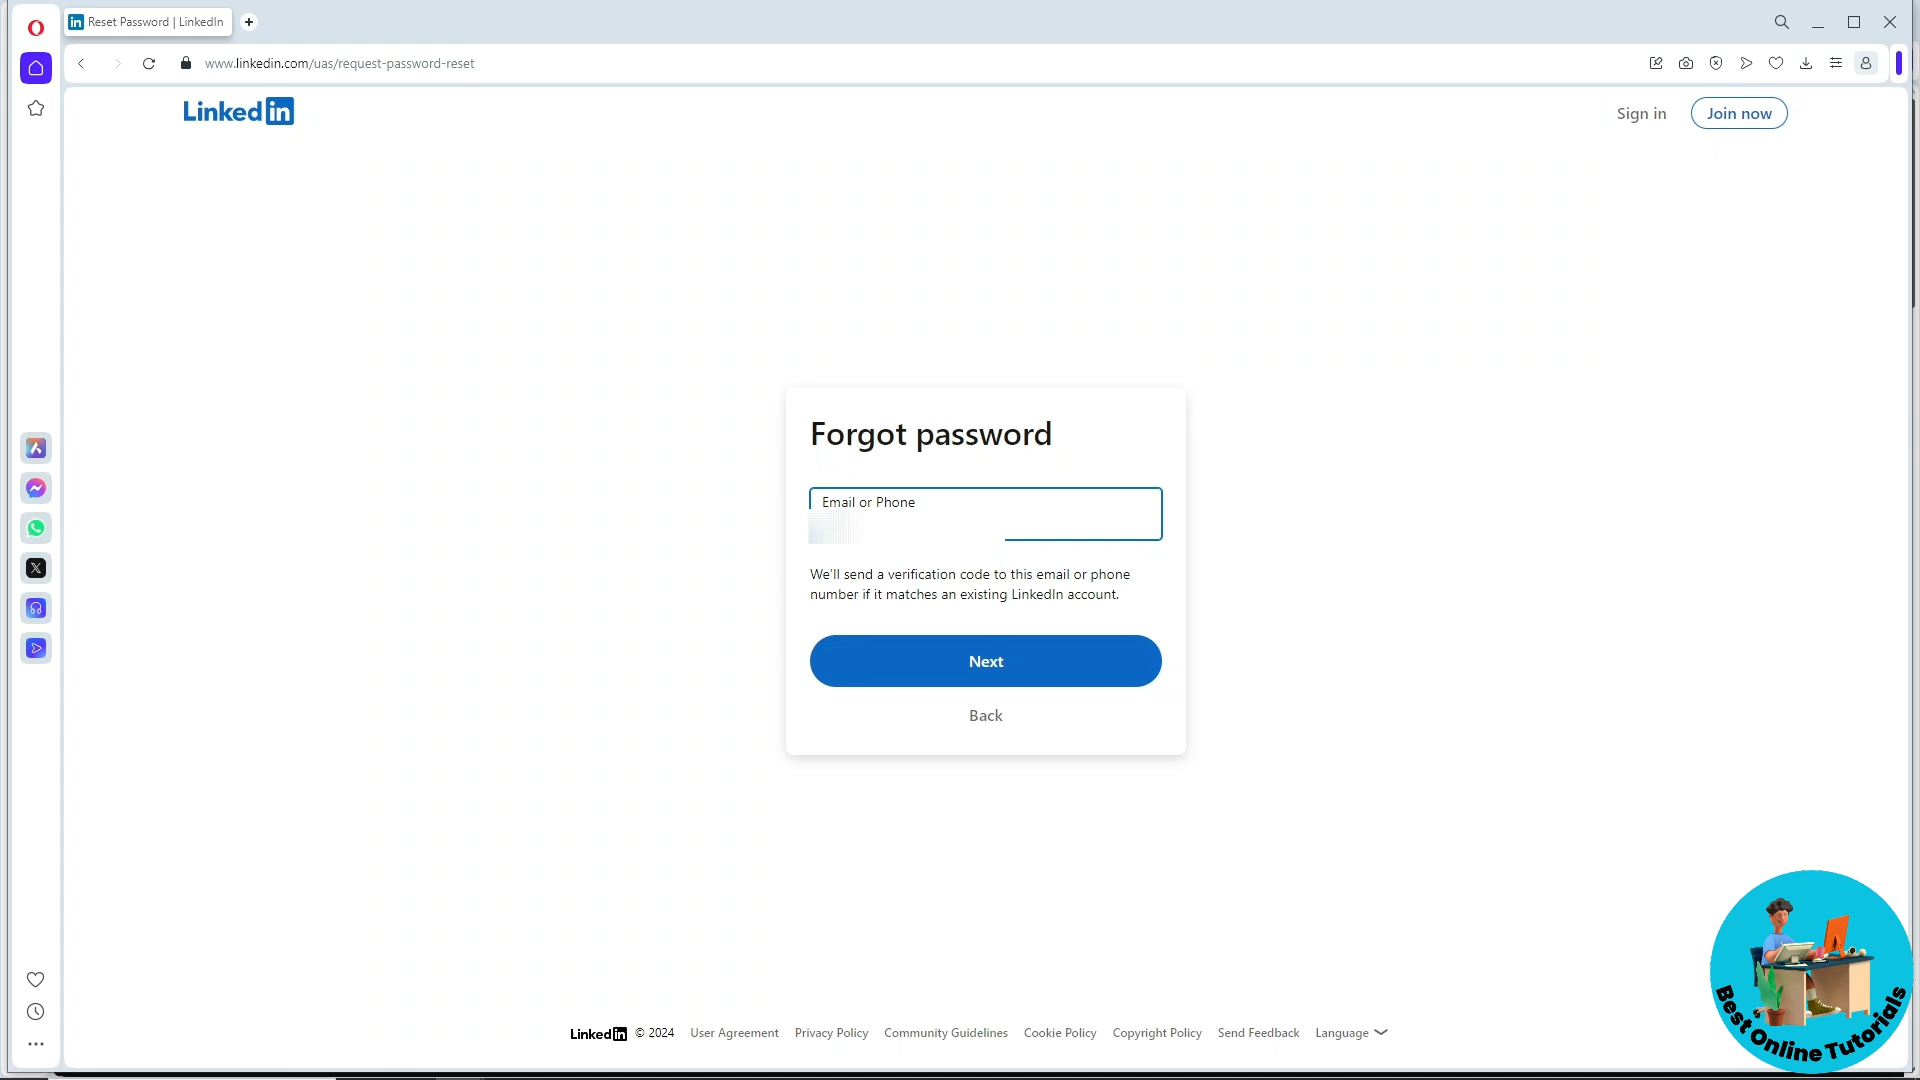 Reset Password | LinkedIn
www.linkedin.com/uas/request-password-reset
Linked in
Sign in
Join now
Forgot password
Email or Phone
We'll send a verification code to this email or phone
number if it matches an existing LinkedIn account.
Next
Back
Linked in © 2024 User Agreement Privacy Policy Community Guidelines Cookie Policy Copyright Policy Send Feedback Language
Best Online Tutorials